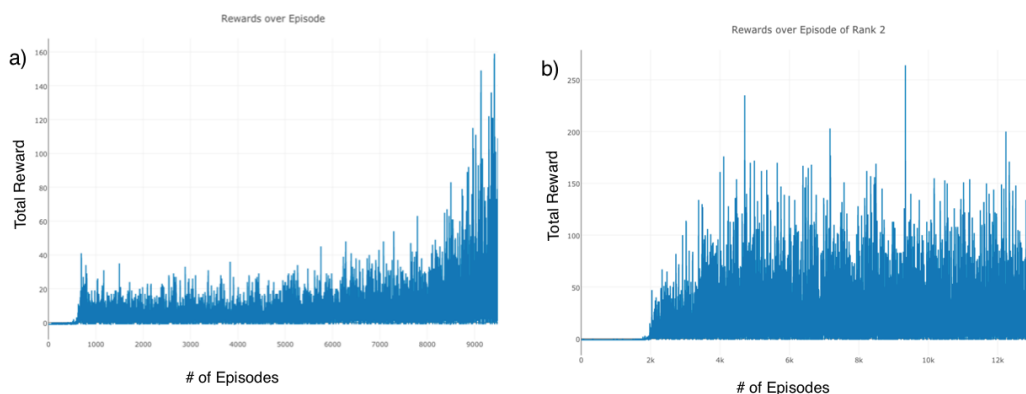 Rewards over Episode
a)
160
140
120
100
80
60
40
20
0
Total Reward
0 1000 2000 3000 4000 5000 6000 7000 8000 9000
# of Episodes
Rewards over Episode of Rank 2
b)
250
200
150
100
50
0
Total Reward
0 2k 4k 6k 8k 10k 12k
# of Episodes